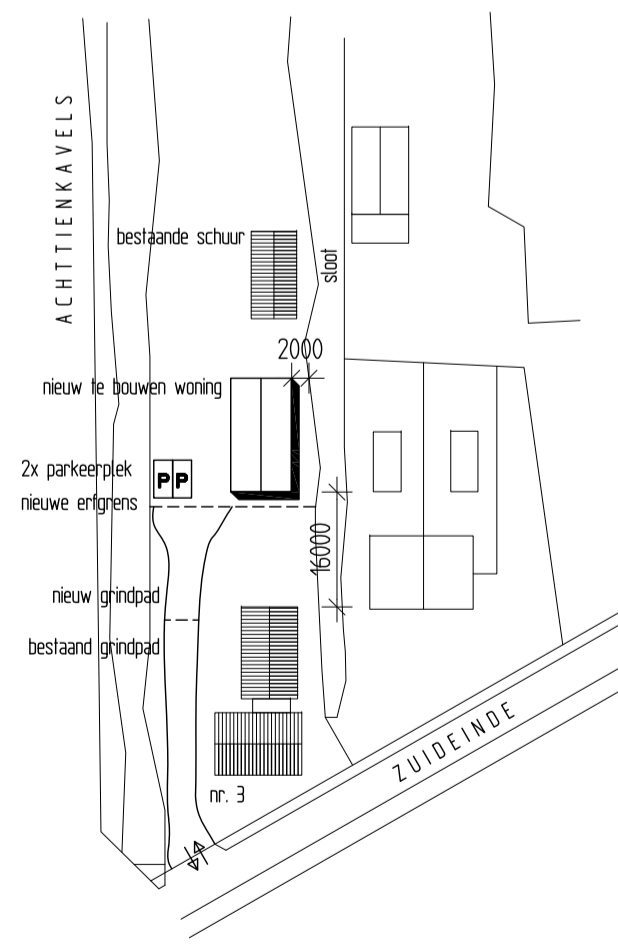 ACHTTIENKAVELS
bestaande schuur
sloot
2000
nieuw te bouwen woning
2x parkeerplek
P P
nieuwe erfgrens
16000
nieuw grindpad
bestaand grindpad
ZUIDEINDE
nr. 3